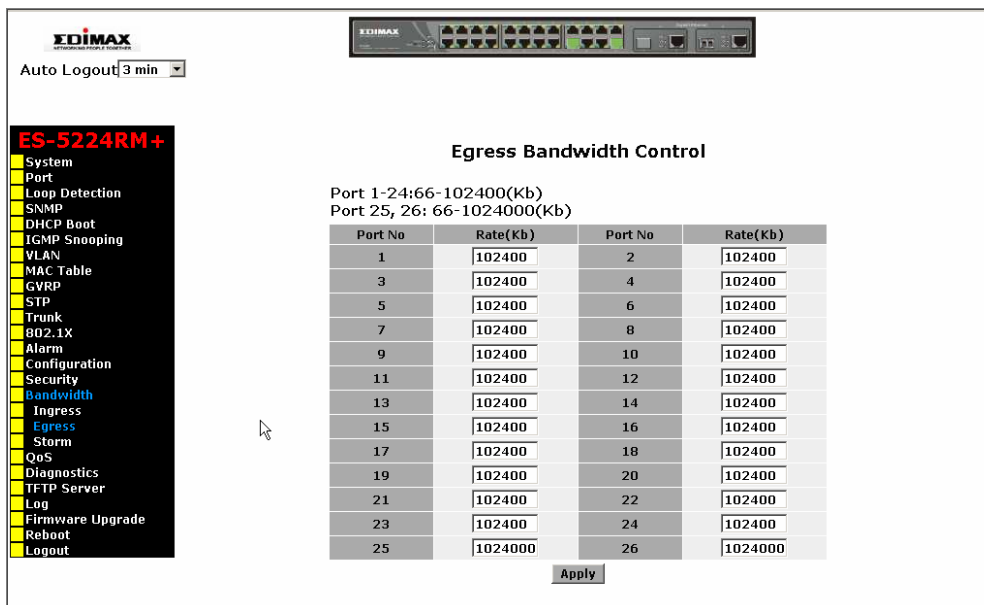 EDIMAX
NETWORKING PEOPLE TOGETHER
EDIMAX
Auto Logout 3 min
ES-5224RM+
System
Port
Loop Detection
SNMP
DHCP Boot
IGMP Snooping
VLAN
MAC Table
GVRP
STP
Trunk
802.1X
Alarm
Configuration
Security
Bandwidth
Ingress
Egress
Storm
QoS
Diagnostics
TFTP Server
Log
Firmware Upgrade
Reboot
Logout
Egress Bandwidth Control
Port 1-24:66-102400(Kb)
Port 25, 26: 66-1024000(Kb)
Port No Rate(Kb) Port No Rate(Kb)
1 102400 2 102400
3 102400 4 102400
5 102400 6 102400
7 102400 8 102400
9 102400 10 102400
11 102400 12 102400
13 102400 14 102400
15 102400 16 102400
17 102400 18 102400
19 102400 20 102400
21 102400 22 102400
23 102400 24 102400
25 1024000 26 1024000
Apply